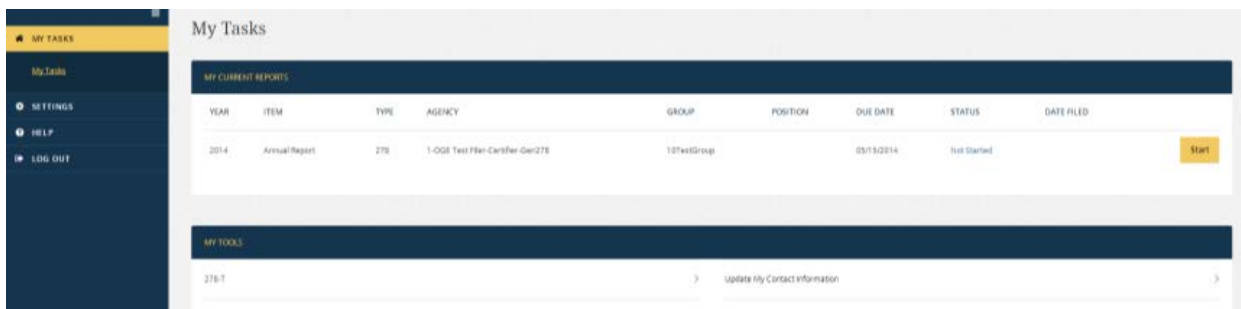 My Tasks
MY TASKS
My Tasks
SETTINGS
HELP
LOG OUT
MY CURRENT REPORTS
YEAR ITEM TYPE AGENCY GROUP POSITION DUE DATE STATUS DATE FILED
2014 Annual Report 278 1-OGE Test Filer-Certifier-Gen278 10TestGroup 05/15/2014 Not Started Start
MY TOOLS
278-T Update My Contact Information